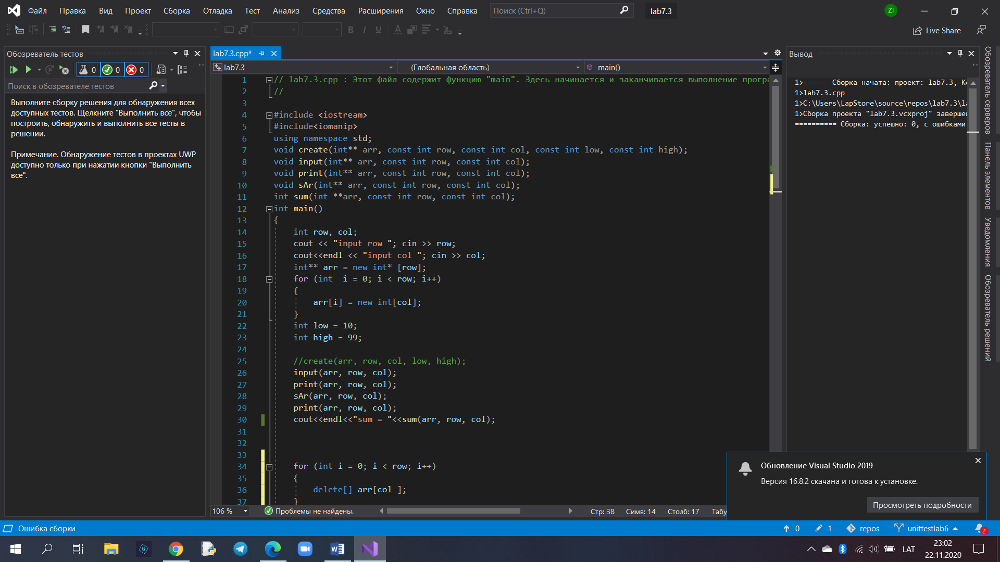 Файл Правка Вид Проект Сборка Отладка Тест Анализ Средства Расширения Окно Справка Поиск (Ctrl+Q) lab7.3 ZI
Live Share
Обозреватель тестов
0 0 0
Поиск в обозревателе тестов
Выполните сборку решения для обнаружения всех
доступных тестов. Щелкните "Выполнить все", чтобы
построить, обнаружить и выполнить все тесты в
решении.
Примечание. Обнаружение тестов в проектах UWP
доступно только при нажатии кнопки "Выполнить
все".
lab7.3.cpp*
lab7.3 (Глобальная область) main()
1 // lab7.3.cpp : Этот файл содержит функцию "main". Здесь начинается и заканчивается выполнение програ
2 //
3
4 #include <iostream>
5 #include<iomanip>
6 using namespace std;
7 void create(int** arr, const int row, const int col, const int low, const int high);
8 void input(int** arr, const int row, const int col);
9 void print(int** arr, const int row, const int col);
10 void sAr(int** arr, const int row, const int col);
11 int sum(int **arr, const int row, const int col);
12 int main()
13 {
14 int row, col;
15 cout << "input row "; cin >> row;
16 cout<<endl << "input col "; cin >> col;
17 int** arr = new int* [row];
18 for (int  i = 0; i < row; i++)
19 {
20 arr[i] = new int[col];
21 }
22 int low = 10;
23 int high = 99;
24
25 //create(arr, row, col, low, high);
26 input(arr, row, col);
27 print(arr, row, col);
28 sAr(arr, row, col);
29 print(arr, row, col);
30 cout<<endl<<"sum = "<<sum(arr, row, col);
31
32
33
34 for (int i = 0; i < row; i++)
35 {
36 delete[] arr[col ];
37 }
106 % Проблемы не найдены. Стр: 38 Симв: 14 Столб: 17 Табу
Вывод
1>------ Сборка начата: проект: lab7.3, Ко
1>lab7.3.cpp
1>C:\Users\LapStore\source\repos\lab7.3\la
1>Сборка проекта "lab7.3.vcxproj" заверше
========== Сборка: успешно: 0, с ошибками
Обозреватель серверов
Панель элементов
Уведомления
Обозреватель решений
Обновление Visual Studio 2019
Версия 16.8.2 скачана и готова к установке.
Просмотреть подробности
Ошибка сборки 0 1 repos unittestlab6 2
LAT
23:02
22.11.2020